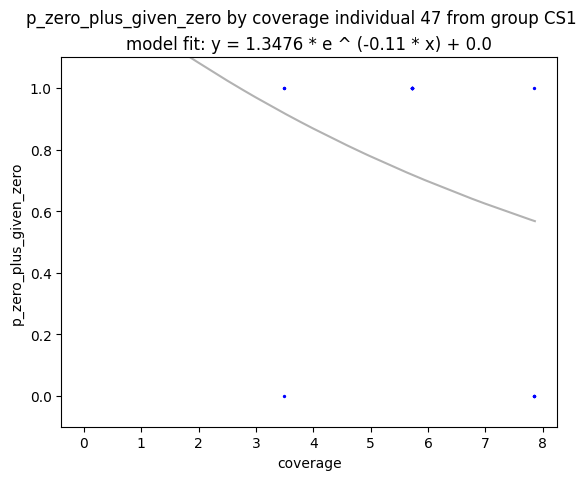 p_zero_plus_given_zero by coverage individual 47 from group CS1
model fit: y = 1.3476 * e ^ (-0.11 * x) + 0.0
1.0
0.8
0.6
0.4
0.2
0.0
p_zero_plus_given_zero
0 1 2 3 4 5 6 7 8
coverage